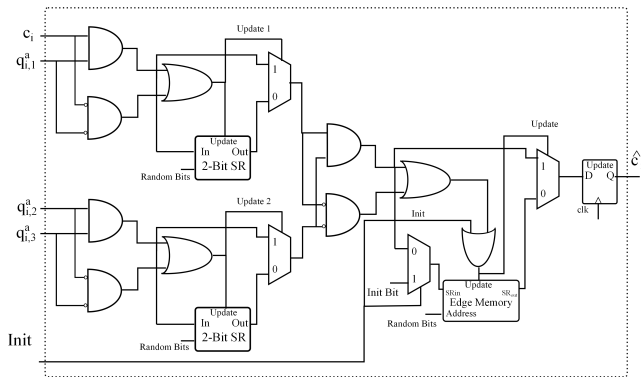 c_i
q^a_{i,1}
Update 1
1
0
Update
In Out
2-Bit SR
Random Bits
q^a_{i,2}
q^a_{i,3}
Update 2
1
0
Update
In Out
2-Bit SR
Random Bits
Init
Init
0
1
Init Bit
Update
SRin SR_out
Edge Memory
Address
Random Bits
Update
1
0
Update
D Q
clk
ĉ